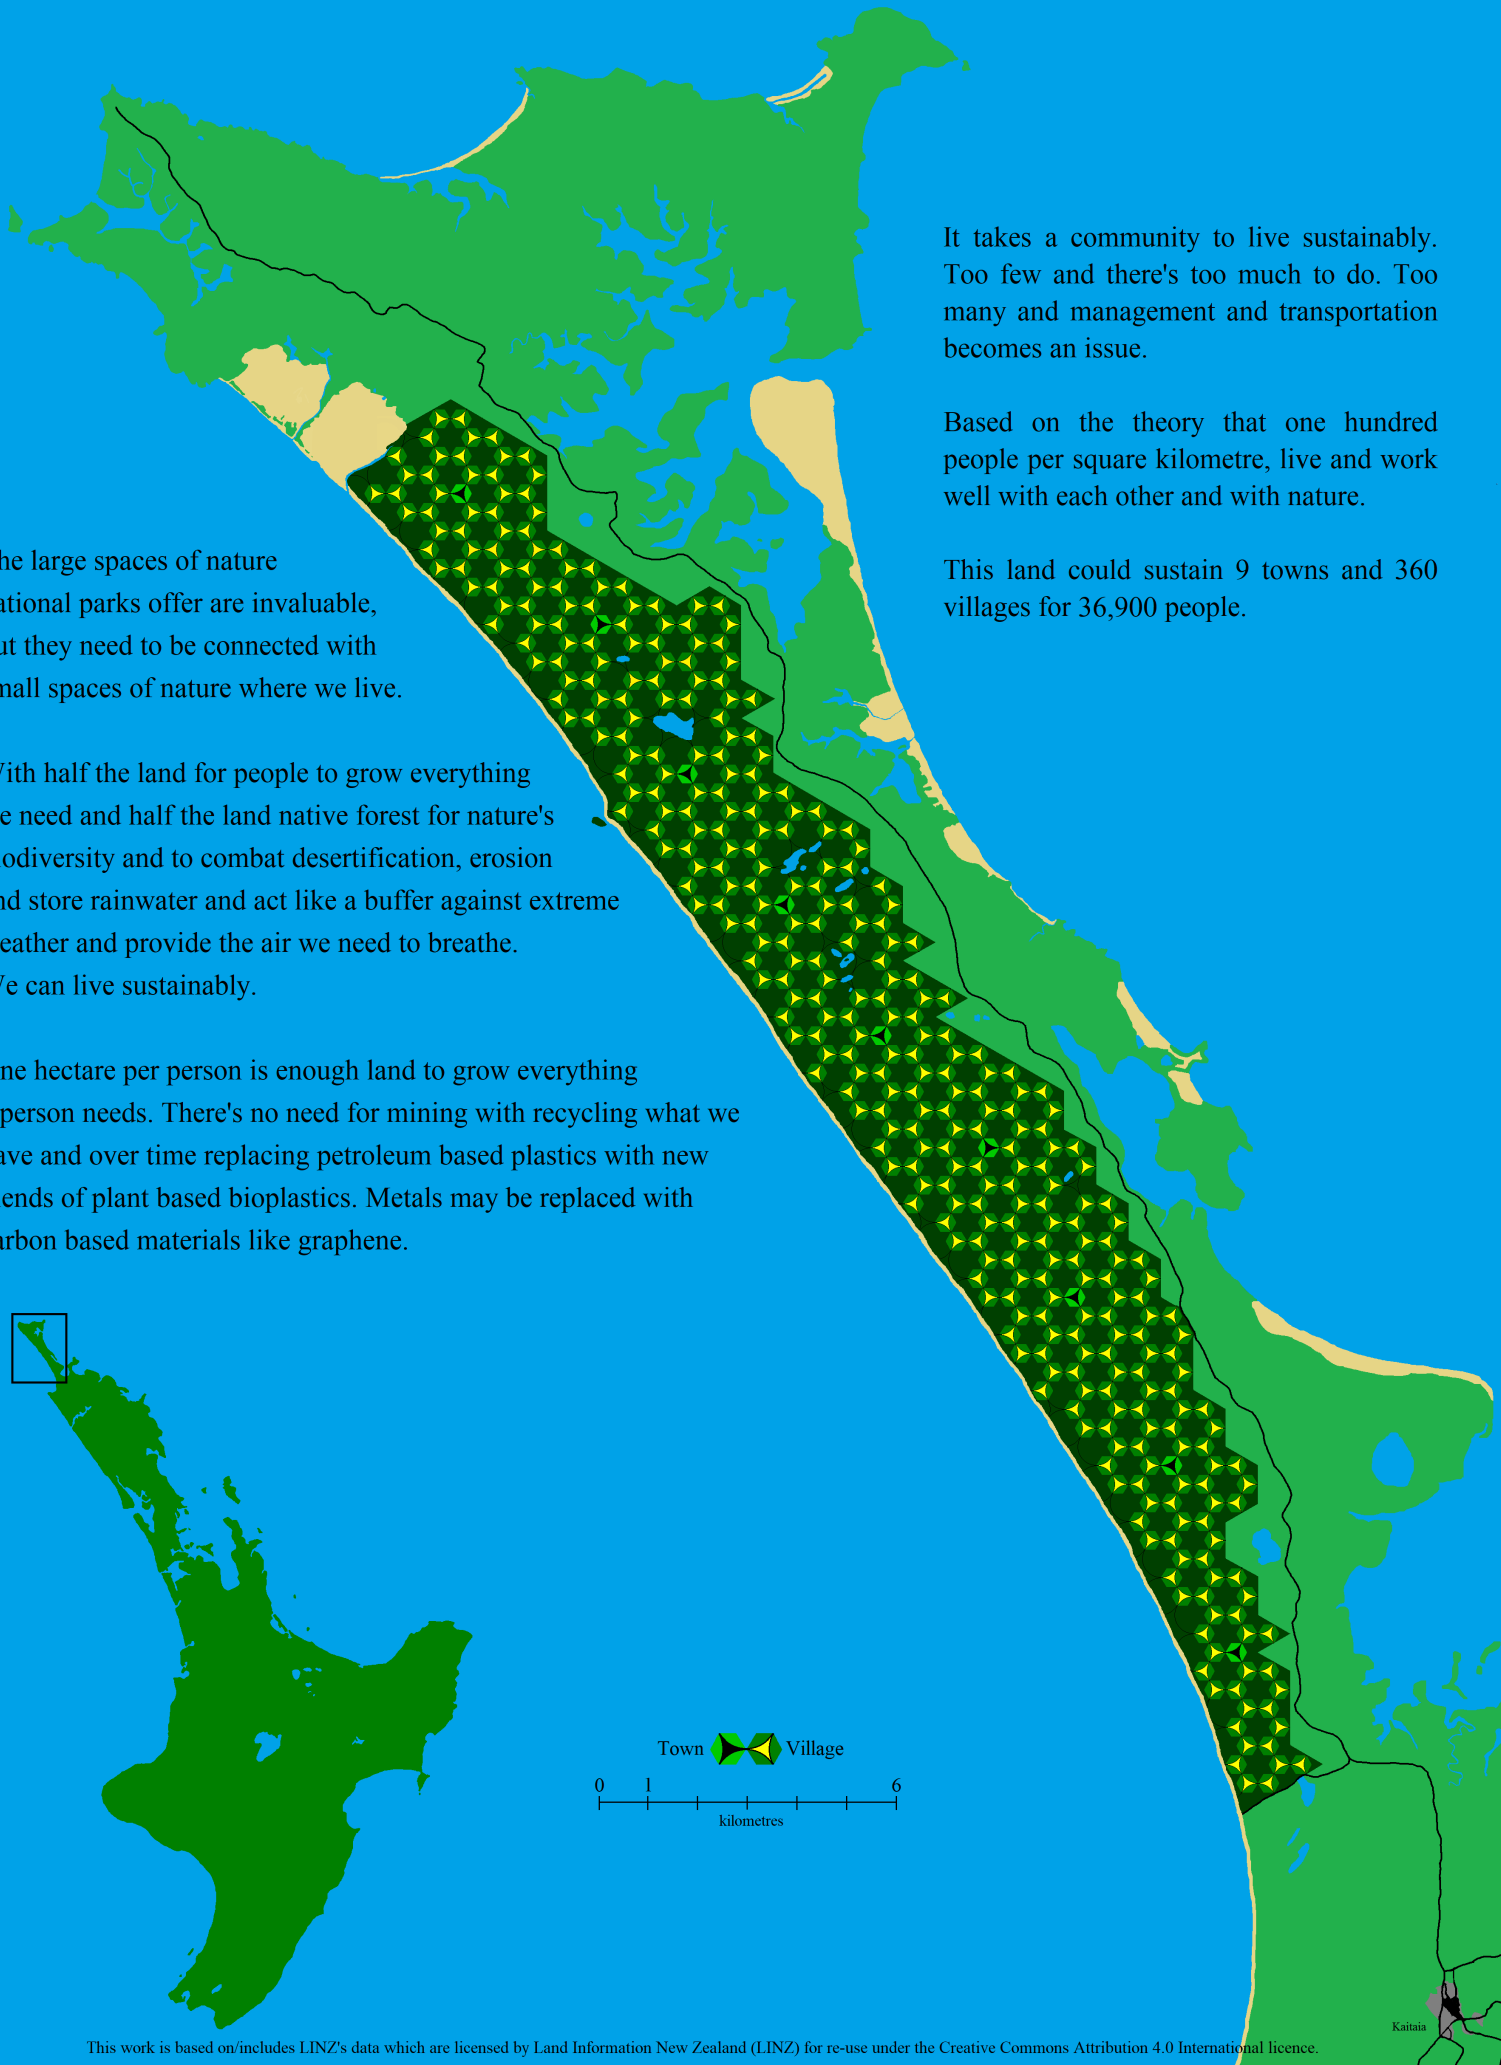 It takes a community to live sustainably.
Too few and there's too much to do. Too
many and management and transportation
becomes an issue.
Based on the theory that one hundred
people per square kilometre, live and work
well with each other and with nature.
This land could sustain 9 towns and 360
villages for 36,900 people.
he large spaces of nature
ational parks offer are invaluable,
ut they need to be connected with
mall spaces of nature where we live.
ith half the land for people to grow everything
e need and half the land native forest for nature's
iodiversity and to combat desertification, erosion
nd store rainwater and act like a buffer against extreme
eather and provide the air we need to breathe.
e can live sustainably.
ne hectare per person is enough land to grow everything
person needs. There's no need for mining with recycling what we
ave and over time replacing petroleum based plastics with new
lends of plant based bioplastics. Metals may be replaced with
arbon based materials like graphene.
Town Village
0 1 6
kilometres
Kaitaia
This work is based on/includes LINZ's data which are licensed by Land Information New Zealand (LINZ) for re-use under the Creative Commons Attribution 4.0 International licence.